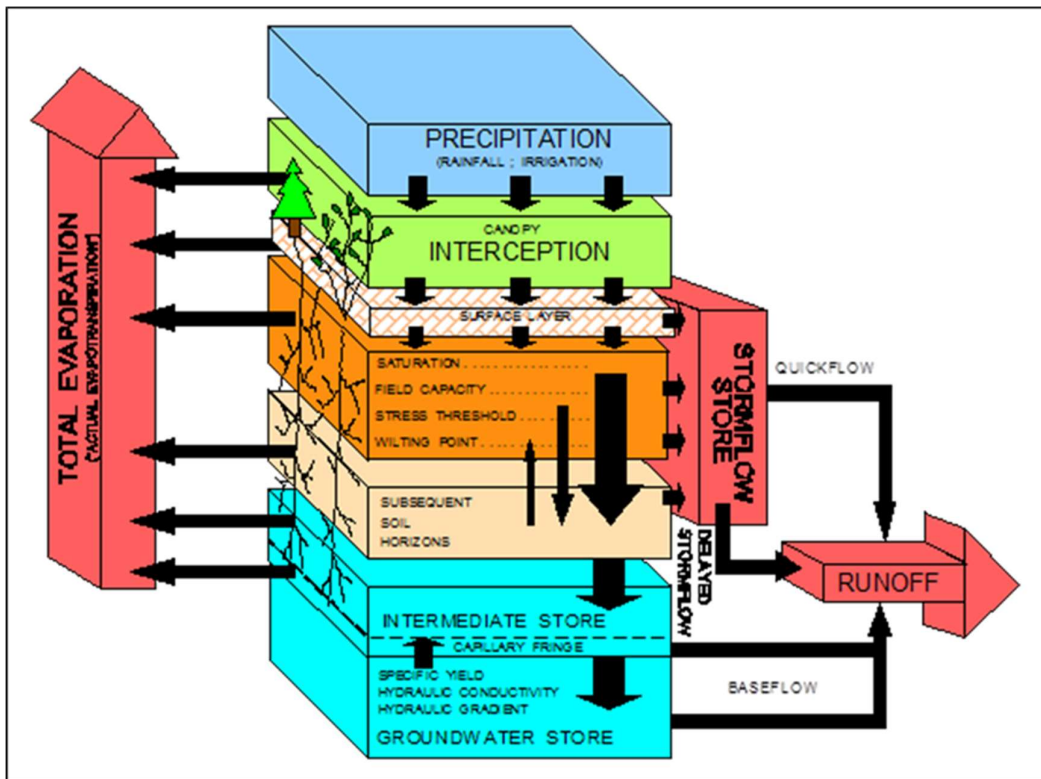 PRECIPITATION
(RAINFALL ; IRRIGATION)
CANOPY
INTERCEPTION
SURFACE LAYER
SATURATION . . . . . . . . . . . . . . . . .
FIELD CAPACITY . . . . . . . . . . . . . .
STRESS THRESHOLD . . . . . . . . . .
WILTING POINT . . . . . . . . . . . . . . .
SUBSEQUENT
SOIL
HORIZONS
INTERMEDIATE STORE
CAPILLARY FRINGE
SPECIFIC YIELD
HYDRAULIC CONDUCTIVITY
HYDRAULIC GRADIENT
GROUNDWATER STORE
TOTAL EVAPORATION
('ACTUAL EVAPOTRANSPIRATION')
STORMFLOW
STORE
QUICKFLOW
DELAYED
STORMFLOW
RUNOFF
BASEFLOW